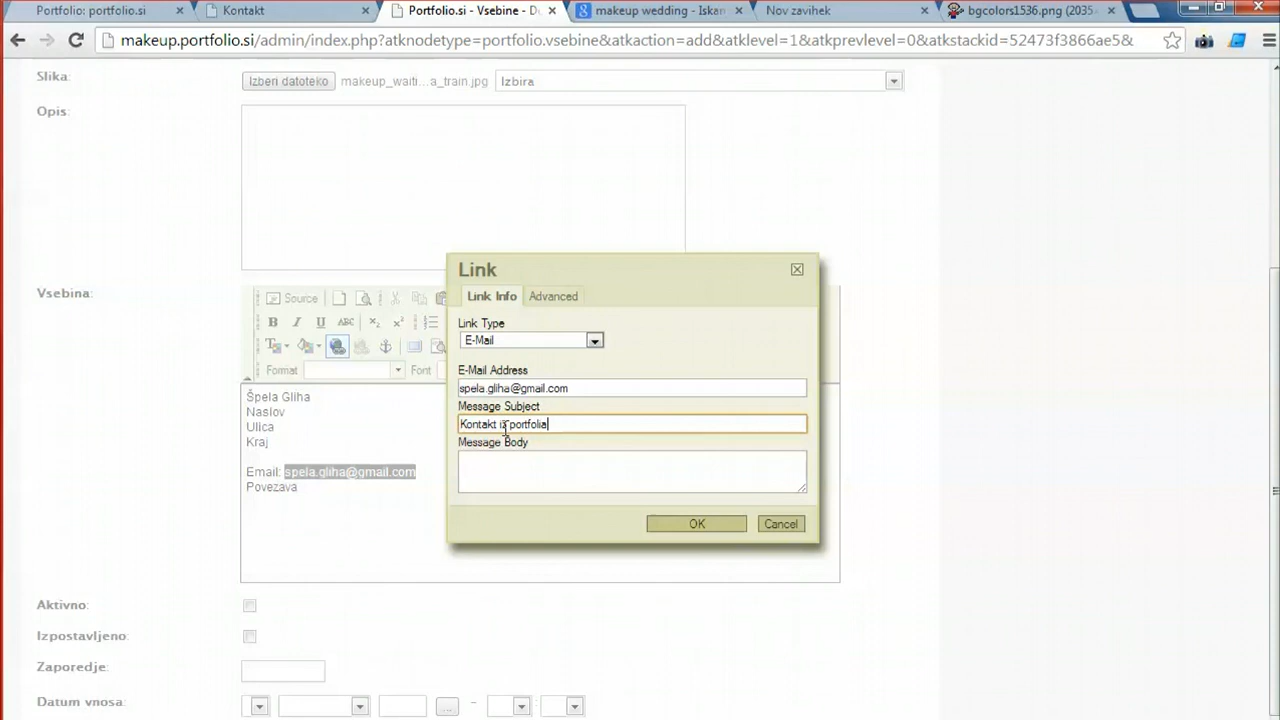 Portfolio: portfolio.si
Kontakt
Portfolio.si - Vsebine - D
makeup wedding - Iskan
Nov zavihek
bgcolors1536.png (2035
makeup.portfolio.si/admin/index.php?atknodetype=portfolio.vsebine&atkaction=add&atklevel=1&atkprevlevel=0&atkstackid=52473f3866ae5&
Slika:
Izberi datoteko
makeup_waiti...a_train.jpg
Izbira
Opis:
Link
Link Info
Advanced
Vsebina:
Source
B I U ABC
Format
Font
Link Type
E-Mail
E-Mail Address
spela.gliha@gmail.com
Message Subject
Kontakt iz portfolia
Message Body
OK
Cancel
Špela Gliha
Naslov
Ulica
Kraj
Email: spela.gliha@gmail.com
Povezava
Aktivno:
Izpostavljeno:
Zaporedje:
Datum vnosa:
...
-
: